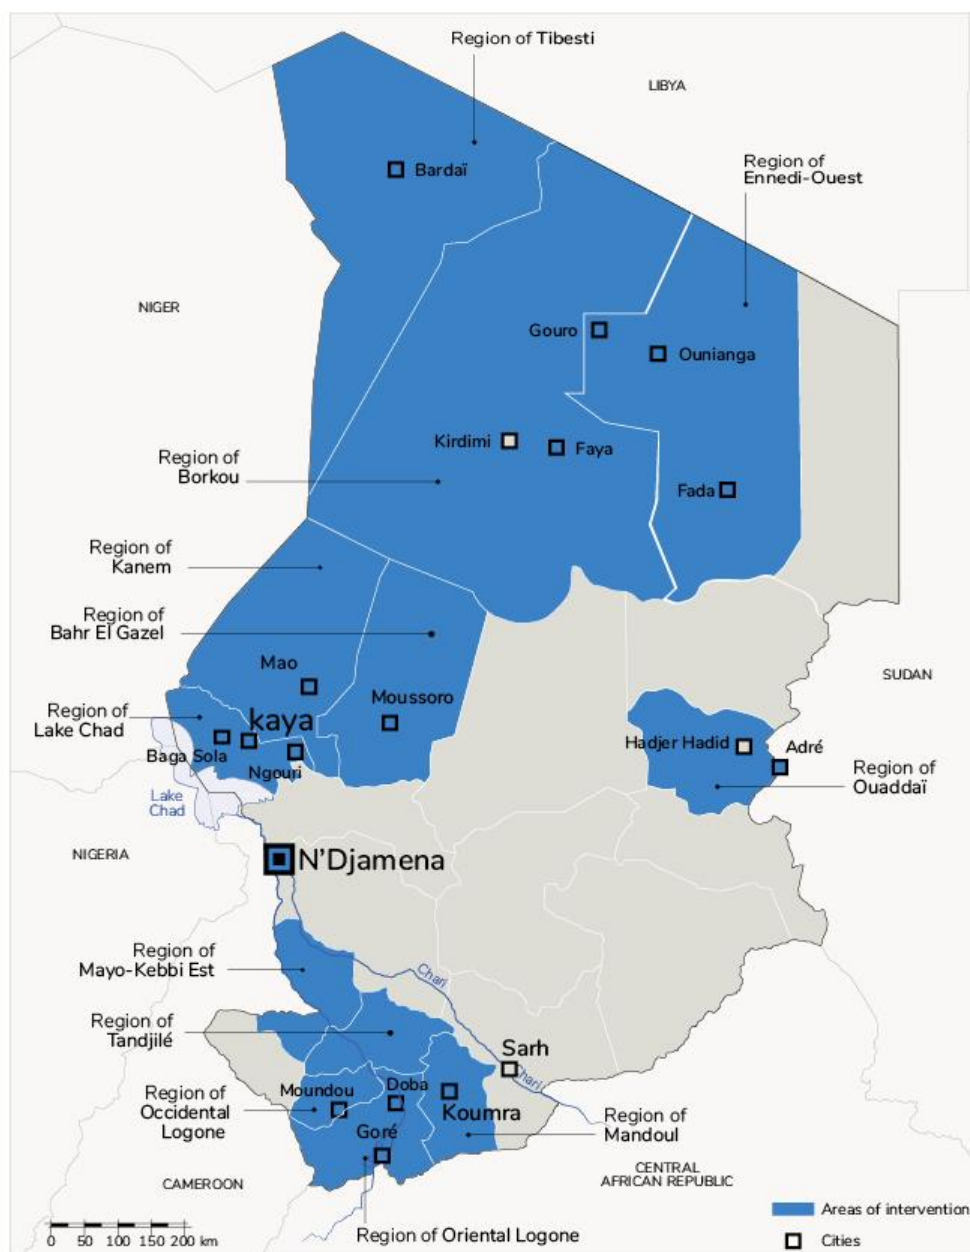 Region of Tibesti
LIBYA
Region of
Ennedi-Ouest
Bardaï
NIGER
Gouro
Ounianga
Kirdimi
Faya
Region of
Borkou
Fada
Region of
Kanem
Region of
Bahr El Gazel
Mao
SUDAN
Moussoro
Region of
Lake Chad
kaya
Baga Sola
Ngouri
Hadjer Hadid
Adré
Region of
Ouaddaï
Lake
Chad
NIGERIA
N'Djamena
Region of
Mayo-Kebbi Est
Chari
Region of
Tandjilé
Sarh
Chari
Region of
Occidental
Logone
Moundou
Doba
Koumra
Goré
Region of
Mandoul
CAMEROON
CENTRAL
AFRICAN REPUBLIC
Areas of intervention
Cities
0 50 100 150 200 km
Region of Oriental Logone